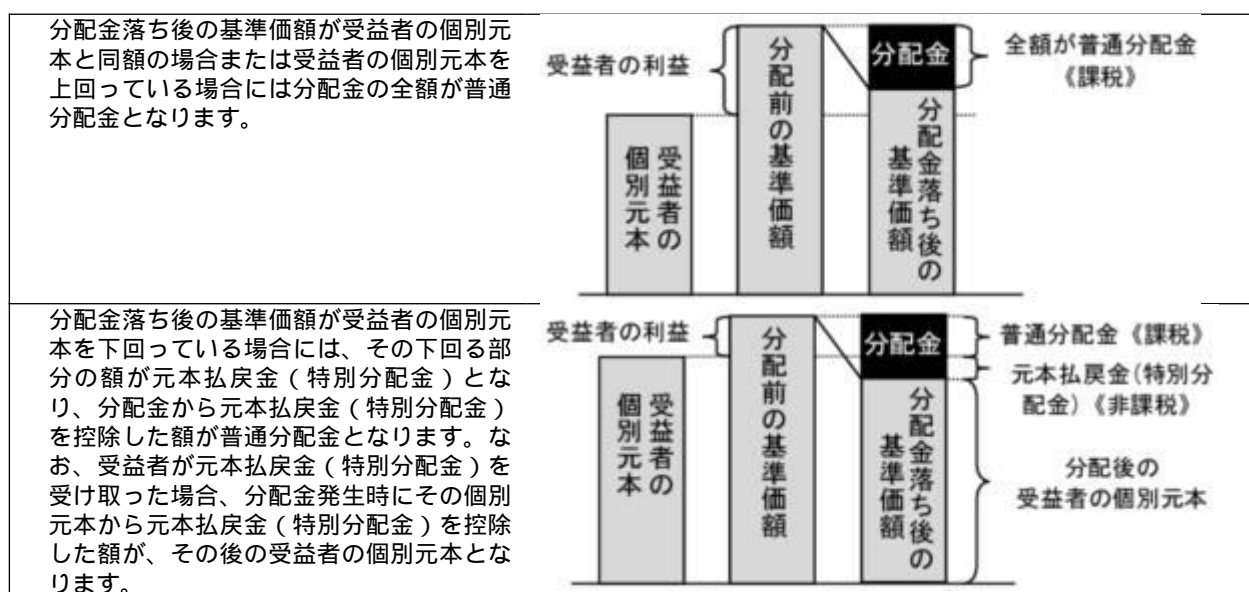 分配金落ち後の基準価額が受益者の個別元
本と同額の場合または受益者の個別元本を
上回っている場合には分配金の全額が普通
分配金となります。
受益者の利益
受益者の
個別元本
分配前の基準価額
分配金
分配金落ち後の
基準価額
全額が普通分配金
《課税》
分配金落ち後の基準価額が受益者の個別元
本を下回っている場合には、その下回る部
分の額が元本払戻金（特別分配金）とな
り、分配金から元本払戻金（特別分配金）
を控除した額が普通分配金となります。な
お、受益者が元本払戻金（特別分配金）を
受け取った場合、分配金発生時にその個別
元本から元本払戻金（特別分配金）を控除
した額が、その後の受益者の個別元本とな
ります。
受益者の利益
受益者の
個別元本
分配前の基準価額
分配金
分配金落ち後の
基準価額
普通分配金《課税》
元本払戻金(特別分
配金)《非課税》
分配後の
受益者の個別元本